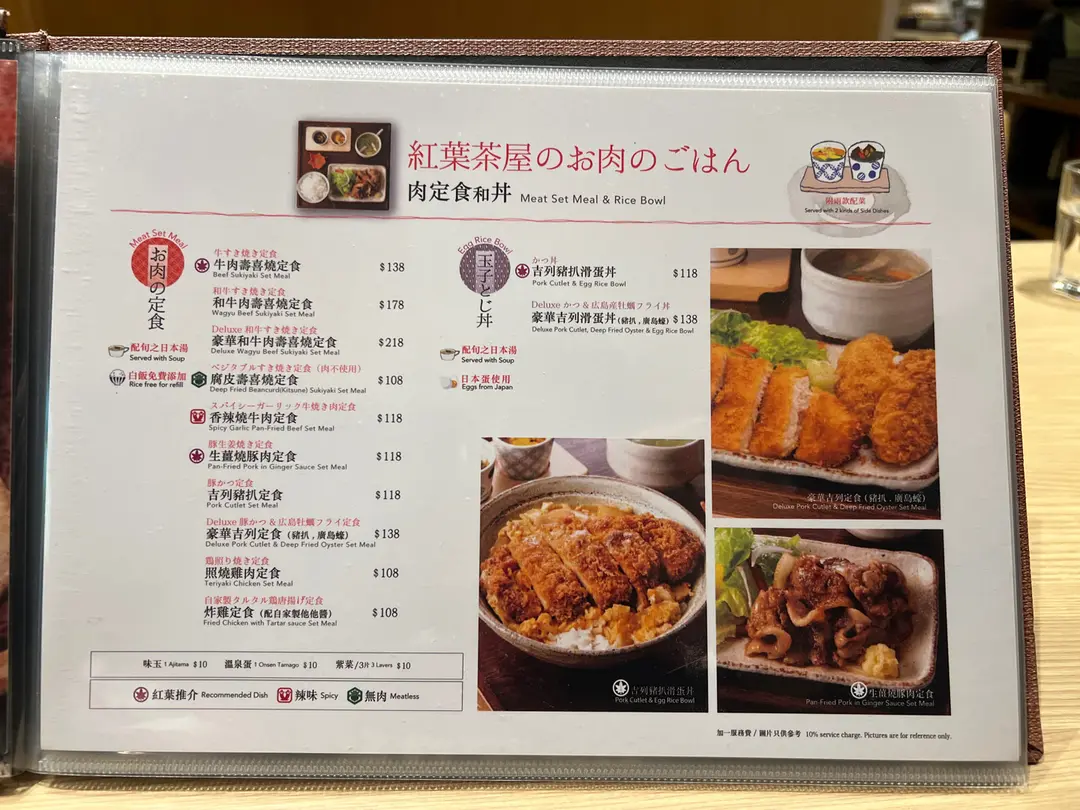 紅葉茶屋のお肉のごはん
肉定食和丼 Meat Set Meal & Rice Bowl
附兩款配菜
Served with 2 kinds of Side Dishes
Meat Set Meal
お肉の定食
配旬之日本湯
Served with Soup
白飯免費添加
Rice free for refill
牛すき焼き定食
牛肉壽喜燒定食 $138
Beef Sukiyaki Set Meal
和牛すき焼き定食
和牛肉壽喜燒定食 $178
Wagyu Beef Sukiyaki Set Meal
Deluxe 和牛すき焼き定食
豪華和牛肉壽喜燒定食 $218
Deluxe Wagyu Beef Sukiyaki Set Meal
ベジタブルすき焼き定食（肉不使用）
腐皮壽喜燒定食 $108
Deep Fried Beancurd(Kitsune) Sukiyaki Set Meal
スパイシーガーリック牛焼き肉定食
香辣燒牛肉定食 $118
Spicy Garlic Pan-Fried Beef Set Meal
豚生姜焼き定食
生薑燒豚肉定食 $118
Pan-Fried Pork in Ginger Sauce Set Meal
豚かつ定食
吉列豬扒定食 $118
Pork Cutlet Set Meal
Deluxe 豚かつ＆広島牡蠣フライ定食
豪華吉列定食 (豬扒 , 廣島蠔) $138
Deluxe Pork Cutlet & Deep Fried Oyster Set Meal
鶏照り焼き定食
照燒雞肉定食 $108
Teriyaki Chicken Set Meal
自家製タルタル鶏唐揚げ定食
炸雞定食 (配自家製他他醬) $108
Fried Chicken with Tartar sauce Set Meal
Egg Rice Bowl
玉子とじ丼
配旬之日本湯
Served with Soup
日本蛋使用
Eggs from Japan
かつ丼
吉列豬扒滑蛋丼 $118
Pork Cutlet & Egg Rice Bowl
Deluxe かつ＆広島産牡蠣フライ丼
豪華吉列滑蛋丼 (豬扒 , 廣島蠔) $138
Deluxe Pork Cutlet, Deep Fried Oyster & Egg Rice Bowl
豪華吉列定食 (豬扒 , 廣島蠔)
Deluxe Pork Cutlet & Deep Fried Oyster Set Meal
吉列豬扒滑蛋丼
Pork Cutlet & Egg Rice Bowl
生薑燒豚肉定食
Pan Fried Pork in Ginger Sauce Set Meal
味玉 1 Ajitama $10 溫泉蛋 1 Onsen Tamago $10 紫菜/3片 3 Layers $10
紅葉推介 Recommended Dish 辣味 Spicy 無肉 Meatless
加一服務費 / 圖片只供參考 10% service charge. Pictures are for reference only.